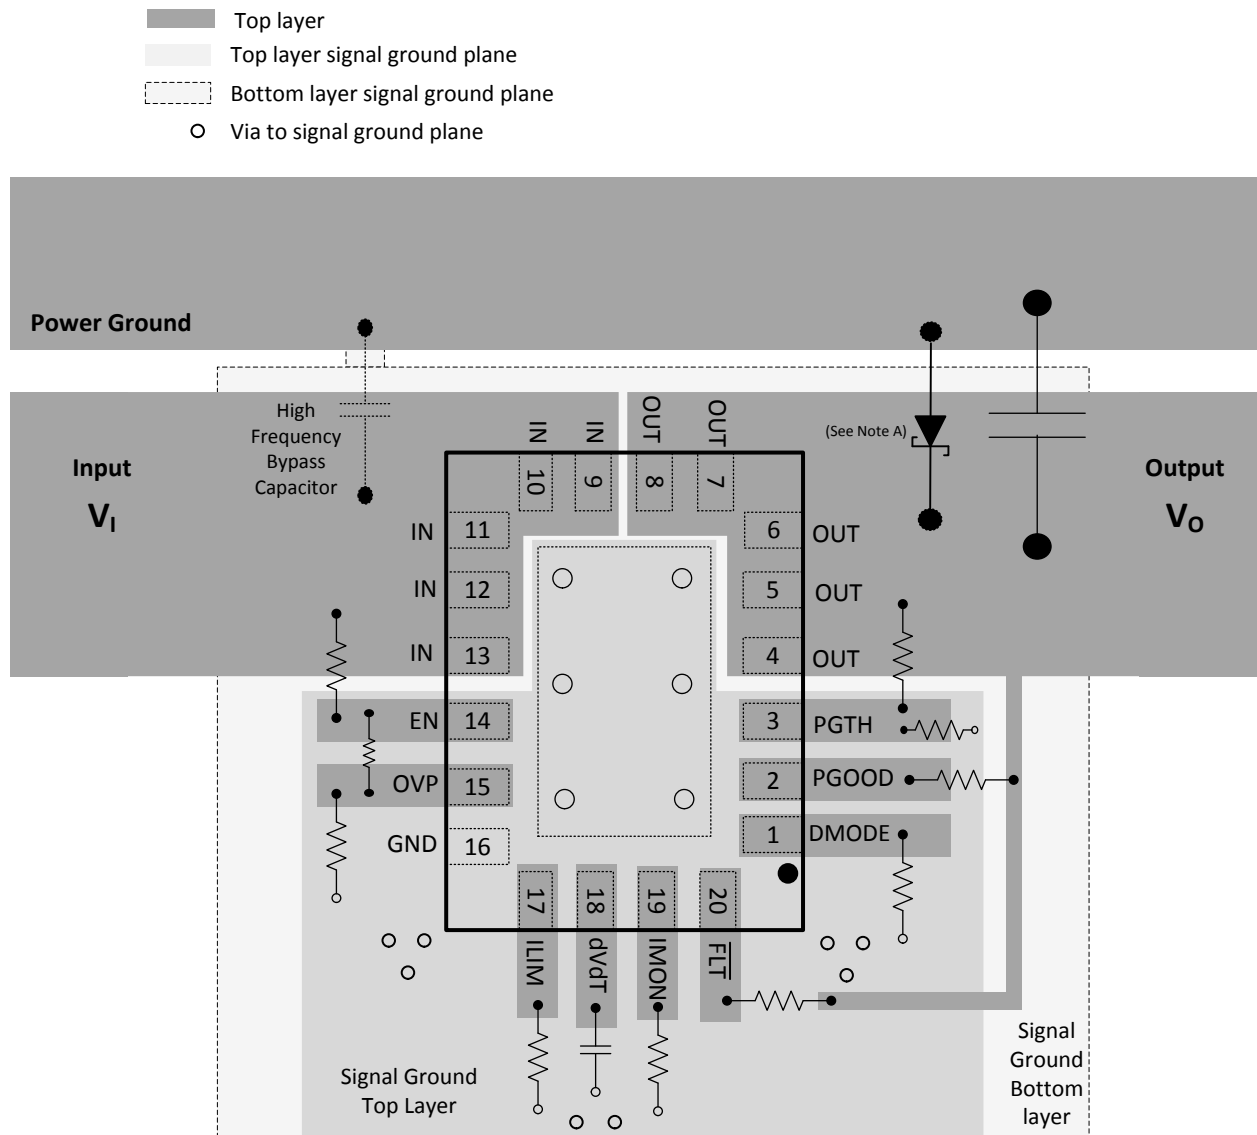 Top layer
Top layer signal ground plane
Bottom layer signal ground plane
Via to signal ground plane
Power Ground
High
Frequency
Bypass
Capacitor
Input
VI
(See Note A)
Output
VO
IN
IN
OUT
OUT
10
9
8
7
IN
11
6
OUT
IN
12
5
OUT
IN
13
4
OUT
EN
14
3
PGTH
OVP
15
2
PGOOD
GND
16
1
DMODE
17
18
19
20
ILIM
dVdT
IMON
FLT
Signal Ground
Top Layer
Signal
Ground
Bottom
layer